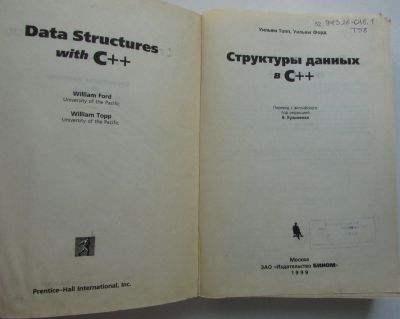 Data Structures
with C++
William Ford
University of the Pacific
William Topp
University of the Pacific
Prentice-Hall International, Inc.
Уильям Топп, Уильям Форд
Структуры данных
в C++
Перевод с английского
под редакцией
В. Кузьменко
Москва
ЗАО «Издательство БИНОМ»
1999